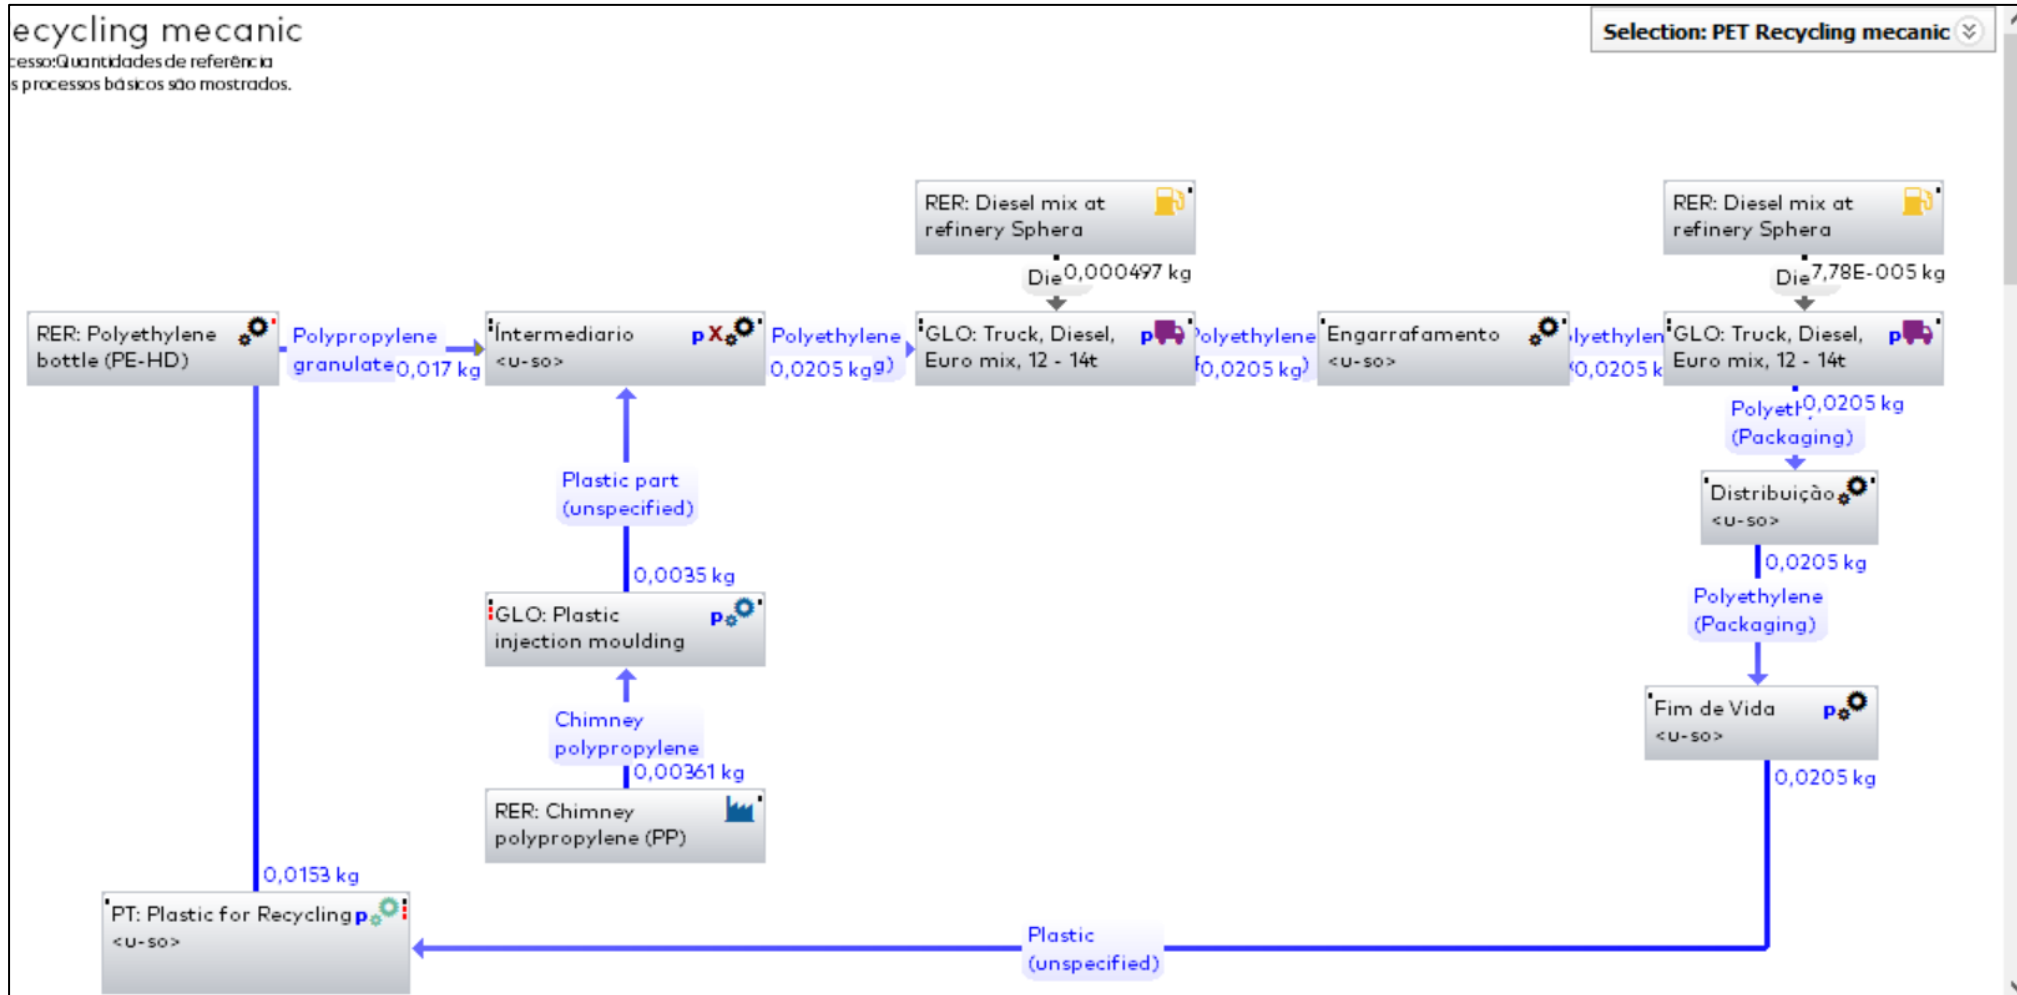 ecycling mecanic
cesso:Quantidades de referência
s processos básicos são mostrados.
Selection: PET Recycling mecanic
RER: Diesel mix at
refinery Sphera
RER: Diesel mix at
refinery Sphera
Die 0,000497 kg
Die 7,78E-005 kg
RER: Polyethylene
bottle (PE-HD)
Polypropylene
granulate 0,017 kg
Íntermediario
<u-so>
p X
Polyethylene
0,0205 kg g)
GLO: Truck, Diesel,
Euro mix, 12 - 14t
p
Polyethylene
0,0205 kg)
Engarrafamento
<u-so>
lyethylen
0,0205 k
GLO: Truck, Diesel,
Euro mix, 12 - 14t
p
Polyet 0,0205 kg
(Packaging)
Plastic part
(unspecified)
Distribuição
<u-so>
0,0035 kg
0,0205 kg
GLO: Plastic
injection moulding
p
Polyethylene
(Packaging)
Chimney
polypropylene
0,00361 kg
Fim de Vida
<u-so>
p
0,0205 kg
RER: Chimney
polypropylene (PP)
0,0153 kg
PT: Plastic for Recycling p
<u-so>
Plastic
(unspecified)